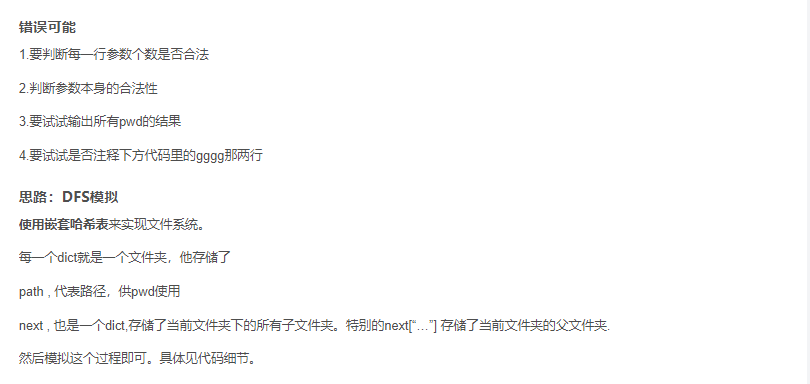 错误可能
1.要判断每一行参数个数是否合法
2.判断参数本身的合法性
3.要试试输出所有pwd的结果
4.要试试是否注释下方代码里的gggg那两行
思路：DFS模拟
使用嵌套哈希表来实现文件系统。
每一个dict就是一个文件夹，他存储了
path , 代表路径，供pwd使用
next , 也是一个dict,存储了当前文件夹下的所有子文件夹。特别的next[“…”] 存储了当前文件夹的父文件夹.
然后模拟这个过程即可。具体见代码细节。